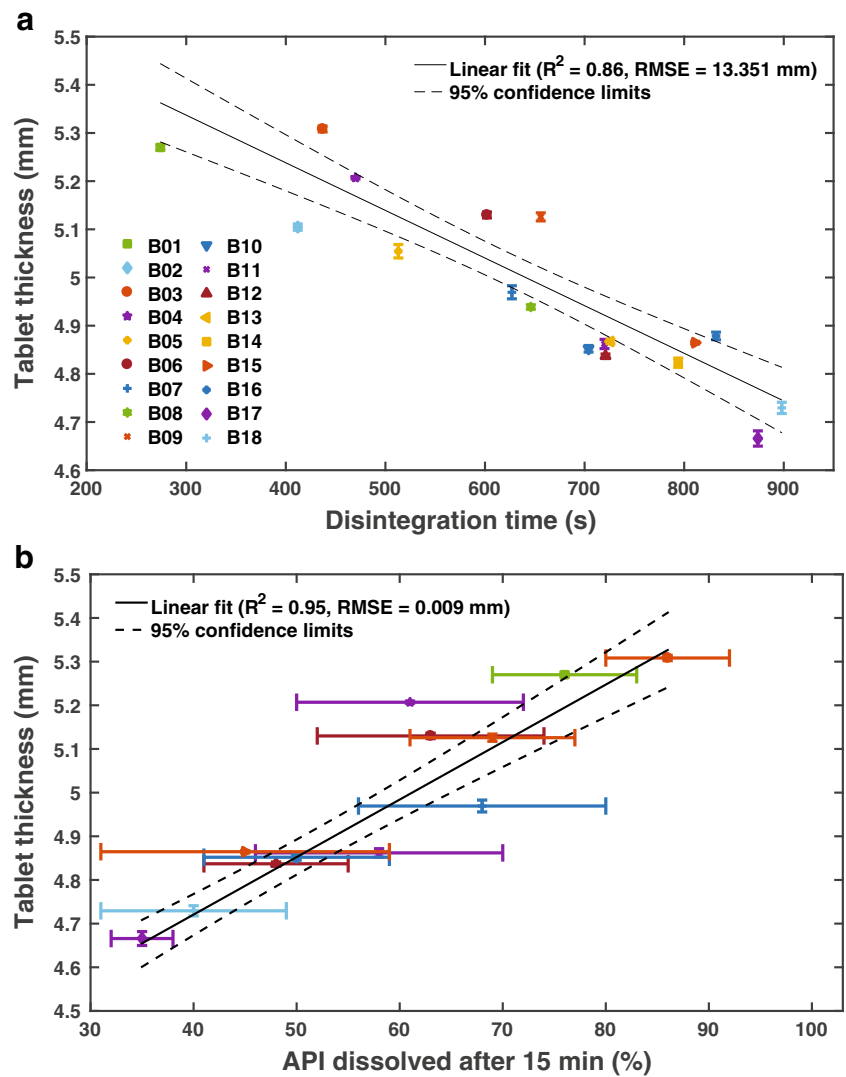 a
5.5
5.4
5.3
5.2
5.1
5
4.9
4.8
4.7
4.6
Tablet thickness (mm)
Linear fit (R² = 0.86, RMSE = 13.351 mm)
95% confidence limits
B01 B10
B02 B11
B03 B12
B04 B13
B05 B14
B06 B15
B07 B16
B08 B17
B09 B18
200 300 400 500 600 700 800 900
Disintegration time (s)
b
5.5
5.4
5.3
5.2
5.1
5
4.9
4.8
4.7
4.6
4.5
Tablet thickness (mm)
Linear fit (R² = 0.95, RMSE = 0.009 mm)
95% confidence limits
30 40 50 60 70 80 90 100
API dissolved after 15 min (%)